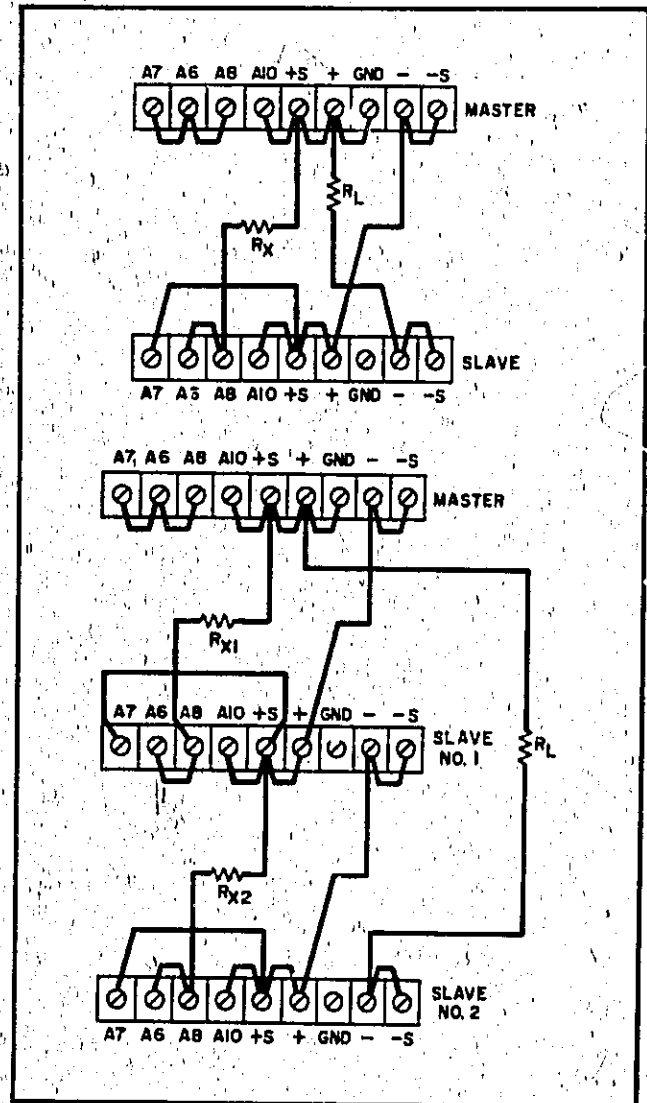 A7 A6 A8 A10 +S + GND - -S
MASTER
RL
RX
SLAVE
A7 A3 A8 A10 +S + GND - -S
A7 A6 A8 A10 +S + GND - -S
MASTER
RX1
A7 A6 A8 A10 +S + GND - -S
SLAVE
NO. 1
RL
RX2
SLAVE
NO. 2
A7 A6 A8 A10 +S + GND - -S